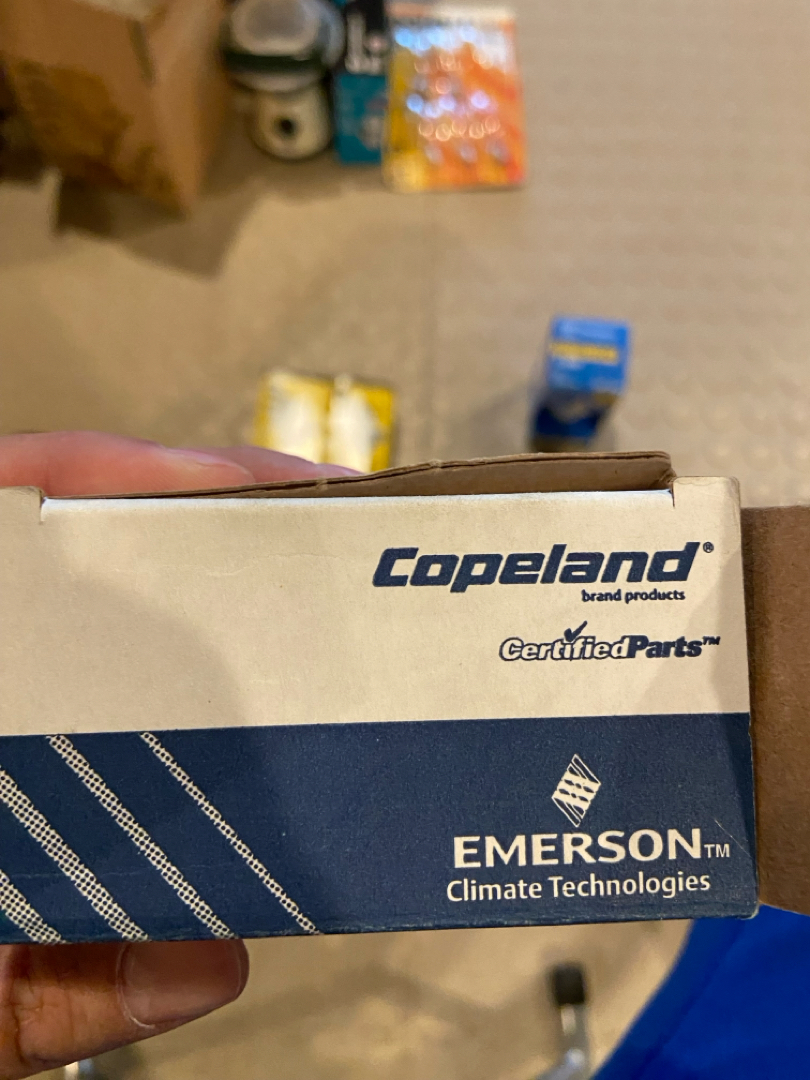 Copeland®
brand products
CertifiedParts™
EMERSON™
Climate Technologies